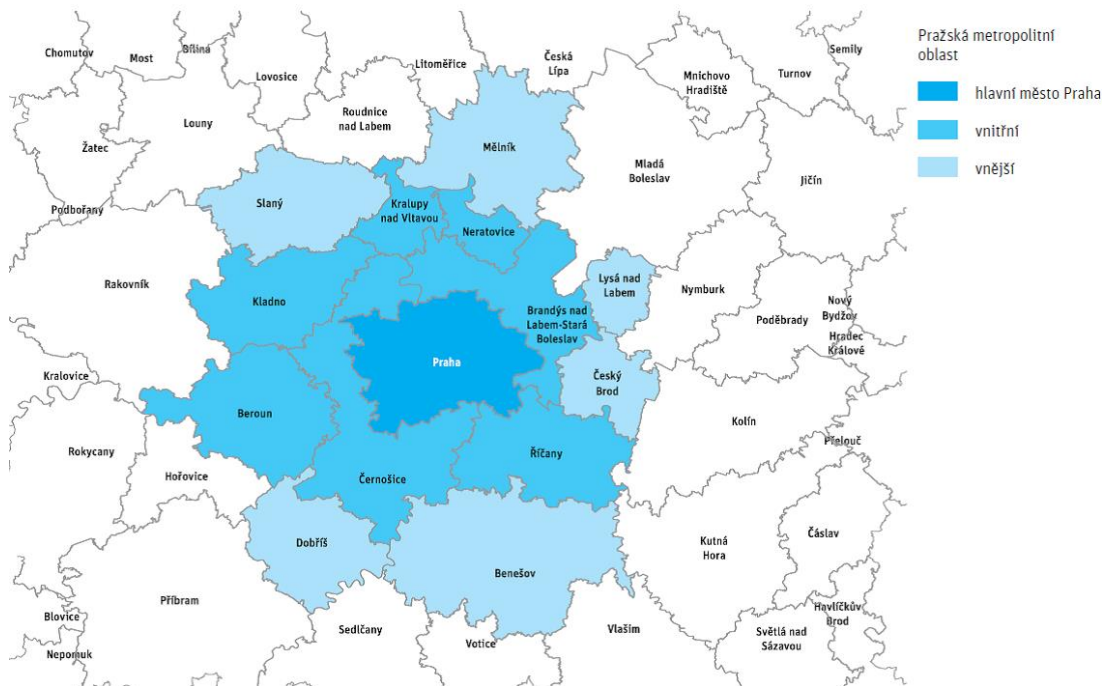 Chomutov
Most
Bílina
Lovosice
Litoměřice
Česká
Lípa
Mnichovo
Hradiště
Turnov
Semily
Pražská metropolitní
oblast
hlavní město Praha
vnitřní
vnější
Žatec
Louny
Roudnice
nad Labem
Mělník
Mladá
Boleslav
Jičín
Podbořany
Slaný
Kralupy
nad Vltavou
Neratovice
Rakovník
Kladno
Lysá nad
Labem
Nymburk
Brandýs nad
Labem-Stará
Boleslav
Poděbrady
Nový
Bydžov
Hradec
Králové
Praha
Kralovice
Beroun
Český
Brod
Kolín
Přelouč
Rokycany
Hořovice
Černošice
Říčany
Dobříš
Benešov
Kutná
Hora
Čáslav
Příbram
Blovice
Nepomuk
Sedlčany
Votice
Vlašim
Světlá nad
Sázavou
Havlíčkův
Brod